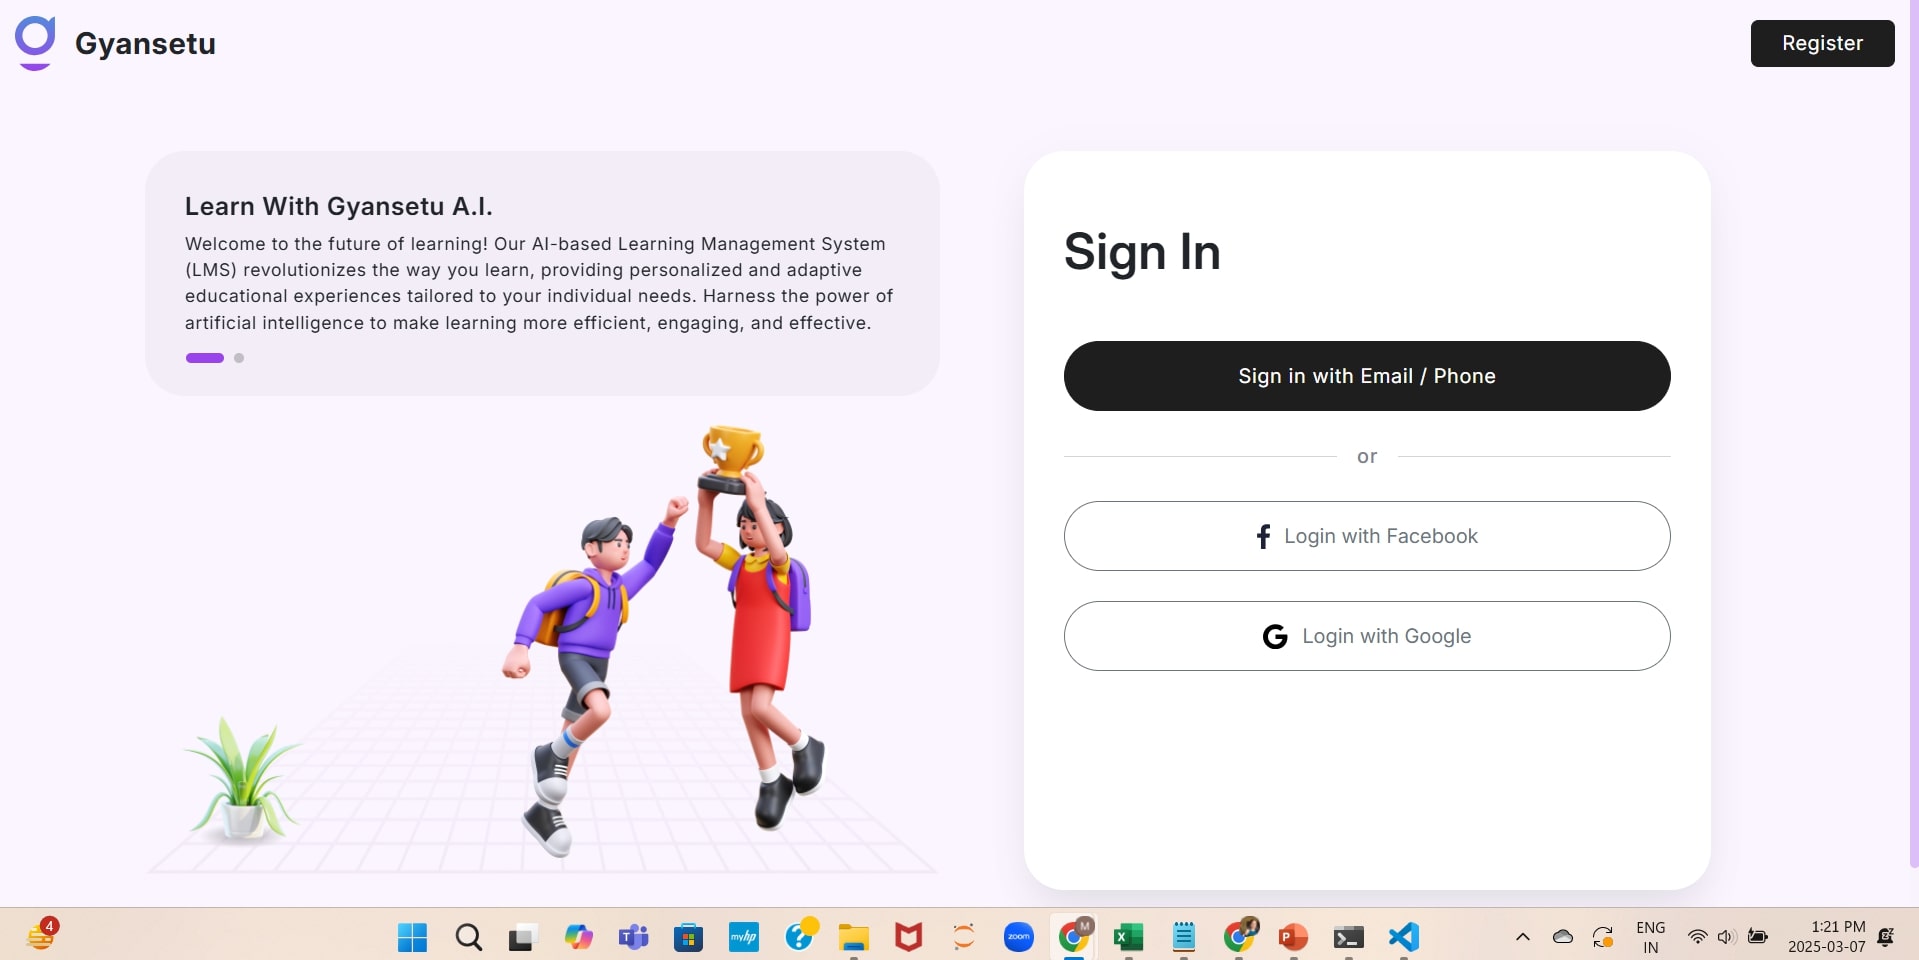 Gyansetu
Register
Learn With Gyansetu A.I.
Welcome to the future of learning! Our AI-based Learning Management System
(LMS) revolutionizes the way you learn, providing personalized and adaptive
educational experiences tailored to your individual needs. Harness the power of
artificial intelligence to make learning more efficient, engaging, and effective.
Sign In
Sign in with Email / Phone
or
Login with Facebook
Login with Google
4
T
myhp
?
zoom
M
X
P
ENG
IN
1:21 PM
2025-03-07